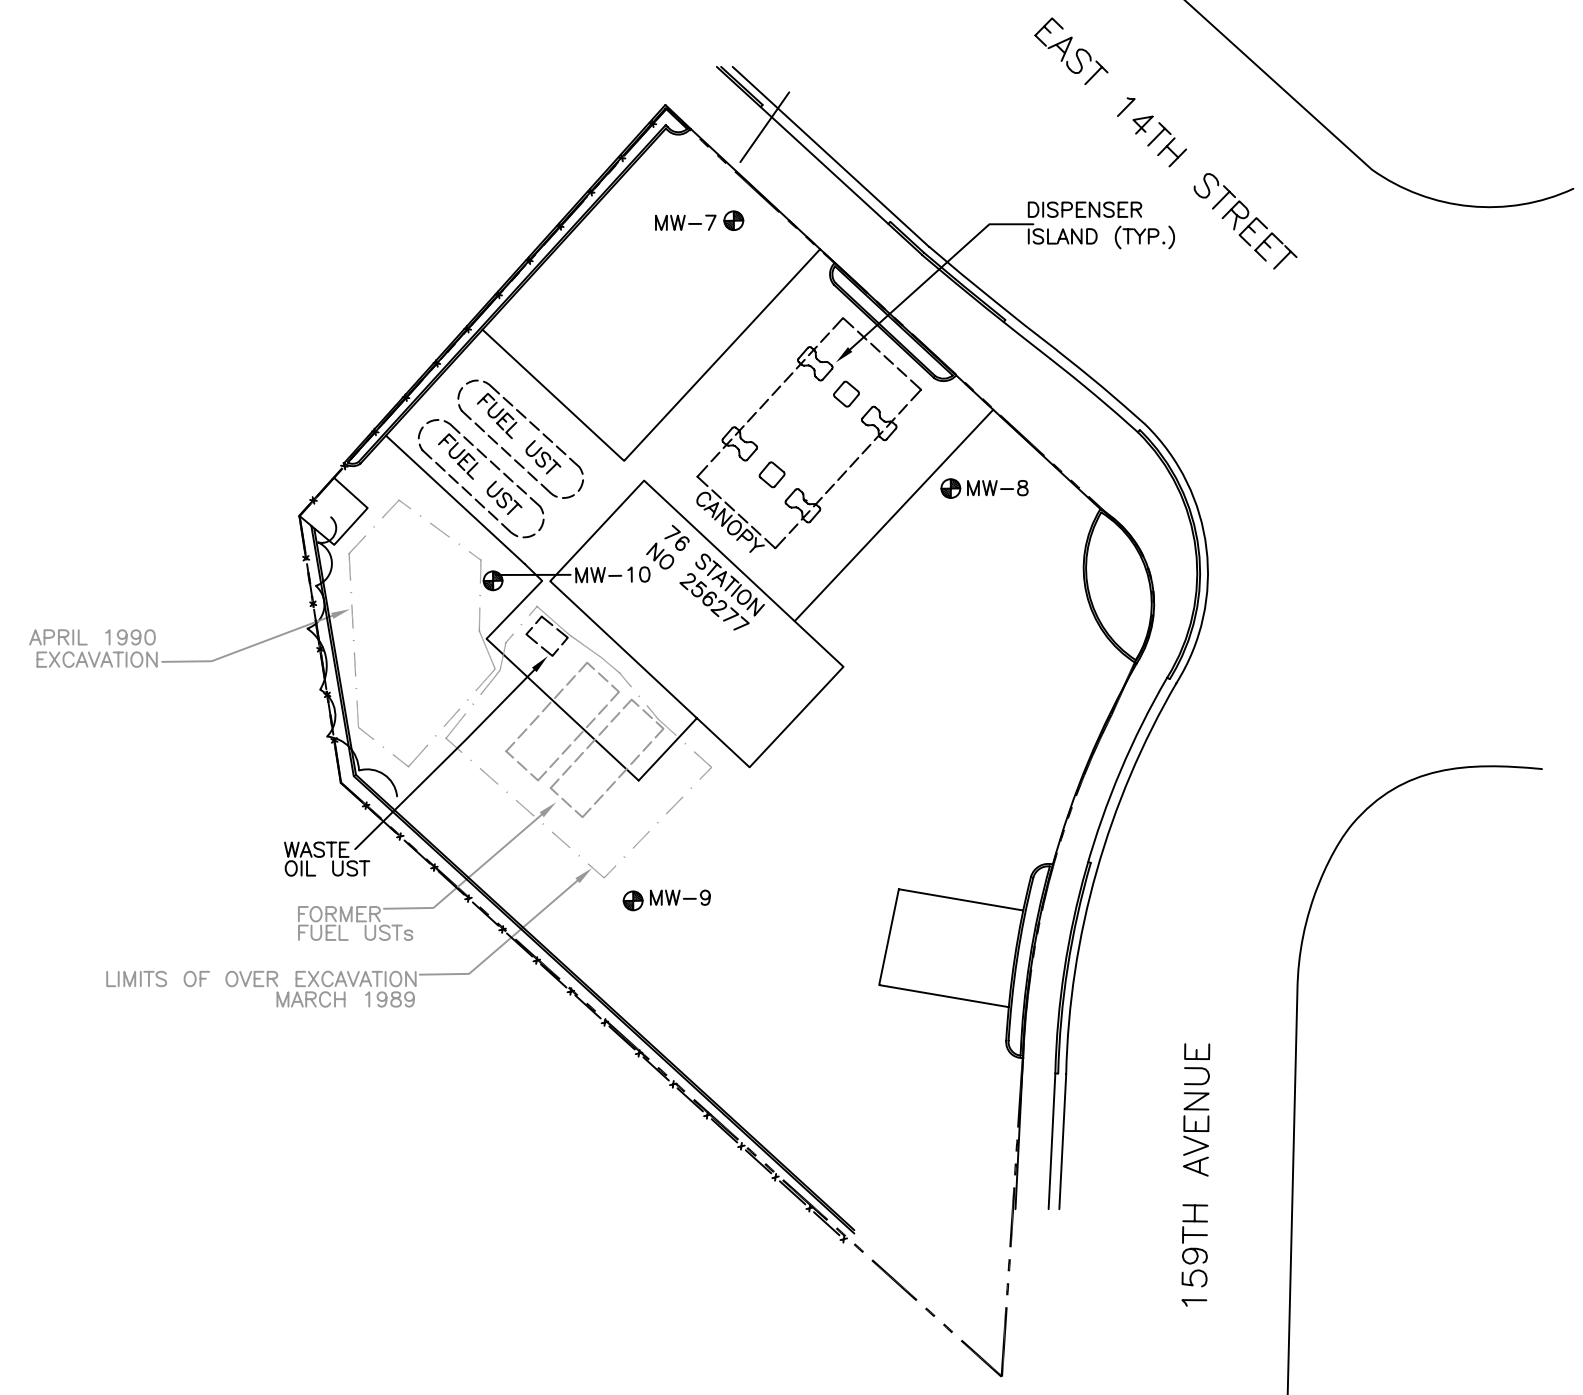 EAST 14TH STREET
MW-7
DISPENSER
ISLAND (TYP.)
FUEL UST
FUEL UST
CANOPY
MW-8
76 STATION
NO 256277
MW-10
APRIL 1990
EXCAVATION
WASTE
OIL UST
MW-9
FORMER
FUEL USTs
LIMITS OF OVER EXCAVATION
MARCH 1989
159TH AVENUE